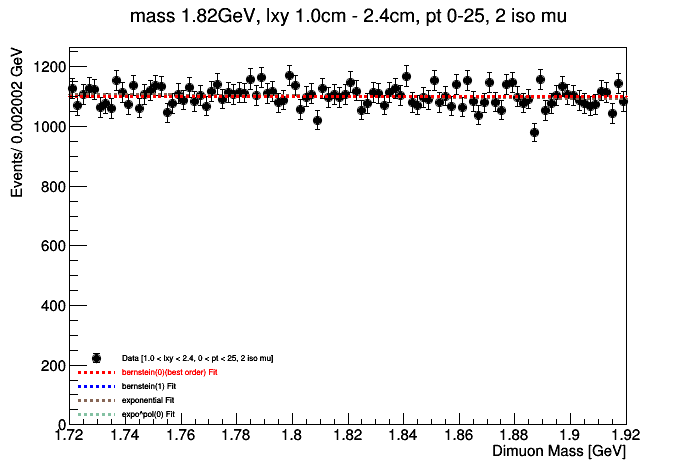 mass 1.82GeV, lxy 1.0cm - 2.4cm, pt 0-25, 2 iso mu
Events/ 0.002002 GeV
1200
1000
800
600
400
200
0
Data [1.0 < lxy < 2.4, 0 < pt < 25, 2 iso mu]
bernstein(0)(best order) Fit
bernstein(1) Fit
exponential Fit
expo*pol(0) Fit
1.72 1.74 1.76 1.78 1.8 1.82 1.84 1.86 1.88 1.9 1.92
Dimuon Mass [GeV]